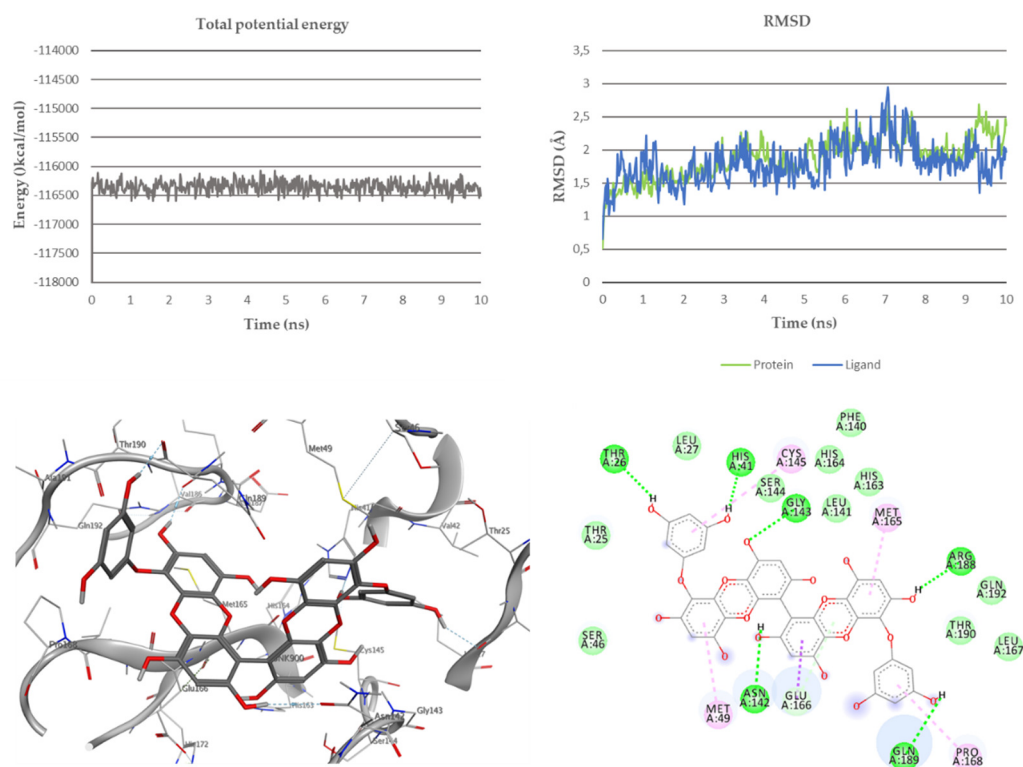 Total potential energy
-114000
-114500
-115000
-115500
-116000
-116500
-117000
-117500
-118000
Energy (0kcal/mol)
0 1 2 3 4 5 6 7 8 9 10
Time (ns)
RMSD
3,5
3
2,5
2
1,5
1
0,5
0
RMSD (Å)
0 1 2 3 4 5 6 7 8 9 10
Time (ns)
Protein Ligand
Thr190
Met49
Gln189
Gln192
Val42
Thr25
Met165
Cys145
Glu166
Asn142
Gly143
Ser144
His172
PHE
A:140
LEU
A:27
THR
A:26
HIS
A:41
CYS
A:145
HIS
A:164
SER
A:144
HIS
A:163
GLY
A:143
LEU
A:141
MET
A:165
THR
A:25
ARG
A:188
GLN
A:192
THR
A:190
LEU
A:167
SER
A:46
MET
A:49
ASN
A:142
GLU
A:166
GLN
A:189
PRO
A:168